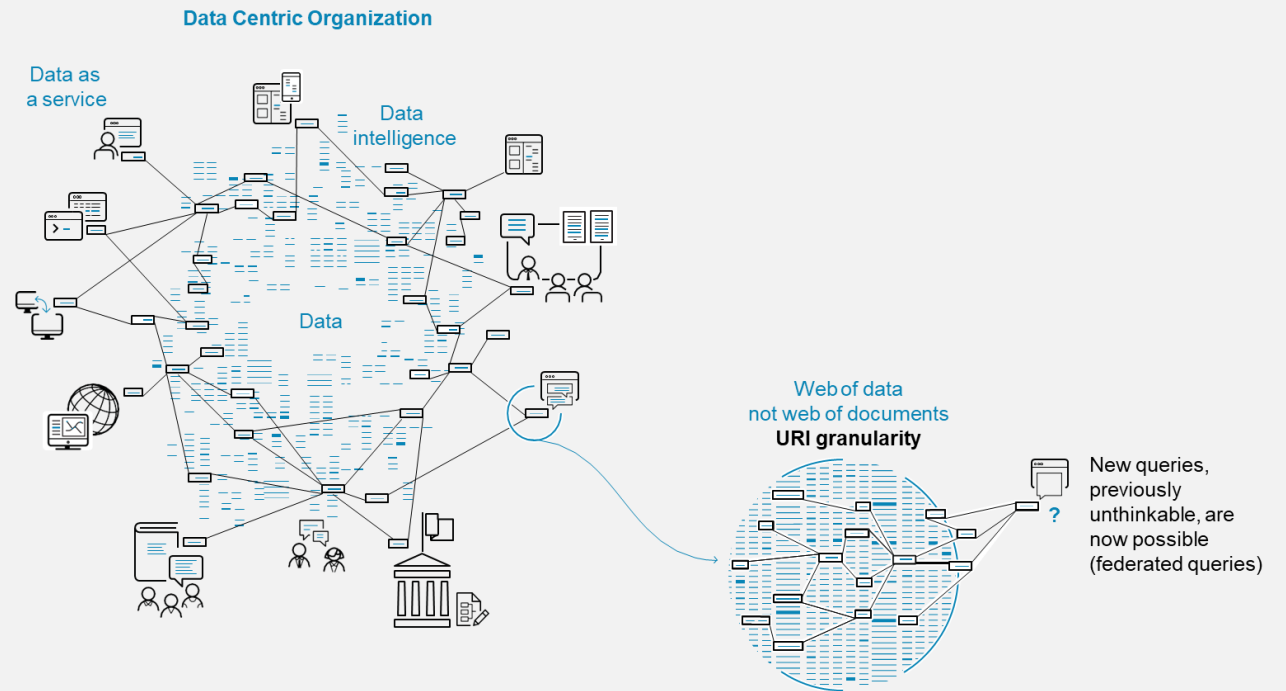 Data Centric Organization
Data as
a service
Data
intelligence
Data
Web of data
not web of documents
URI granularity
New queries,
previously
unthinkable, are
now possible
(federated queries)
?